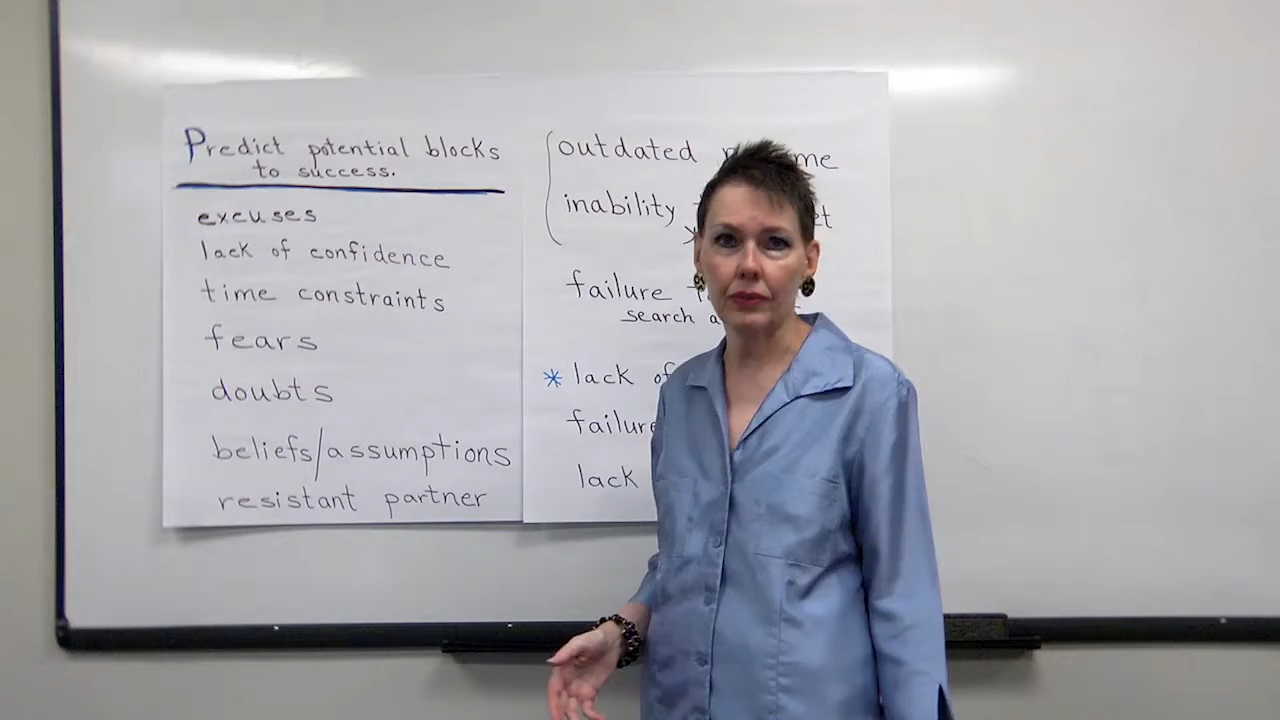 Predict potential blocks
to success.
excuses
lack of confidence
time constraints
fears
doubts
beliefs/assumptions
resistant partner
outdated
inability
failure
search
* lack of
failure
lack